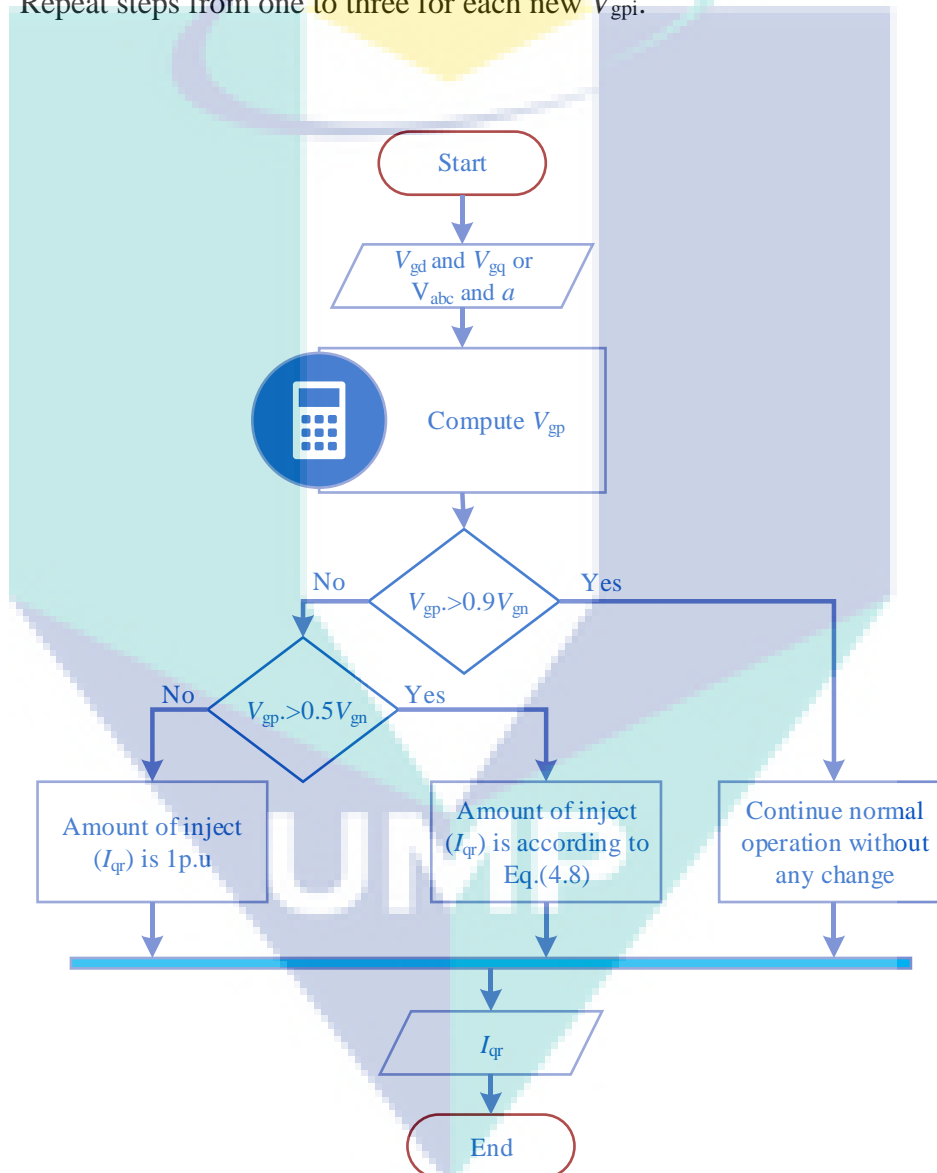 Repeat steps from one to three for each new Vgpi.
Start
Vgd and Vgq or
Vabc and a
Compute Vgp
No
Yes
Vgp.>0.9Vgn
No
Yes
Vgp.>0.5Vgn
Amount of inject
(Iqr) is 1p.u
Amount of inject
(Iqr) is according to
Eq.(4.8)
Continue normal
operation without
any change
UMP
Iqr
End